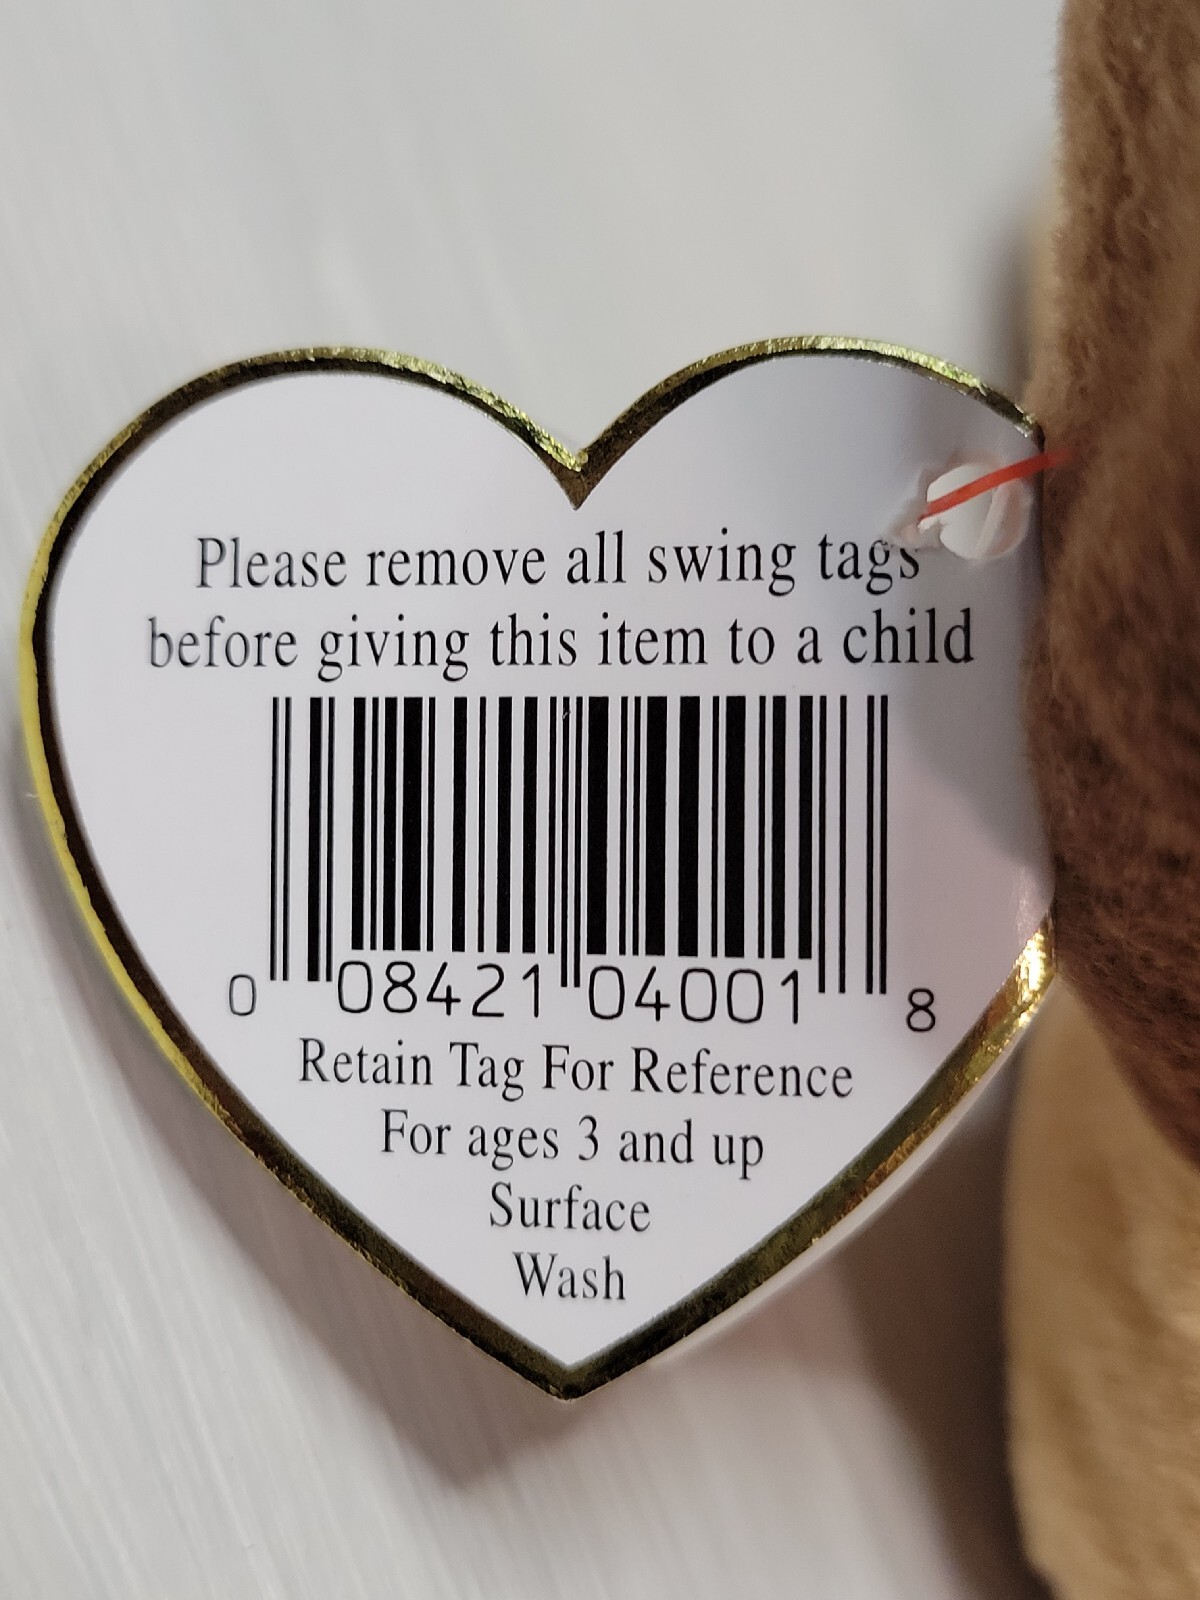 Please remove all swing tags
before giving this item to a child
0 08421 04001 8
Retain Tag For Reference
For ages 3 and up
Surface
Wash